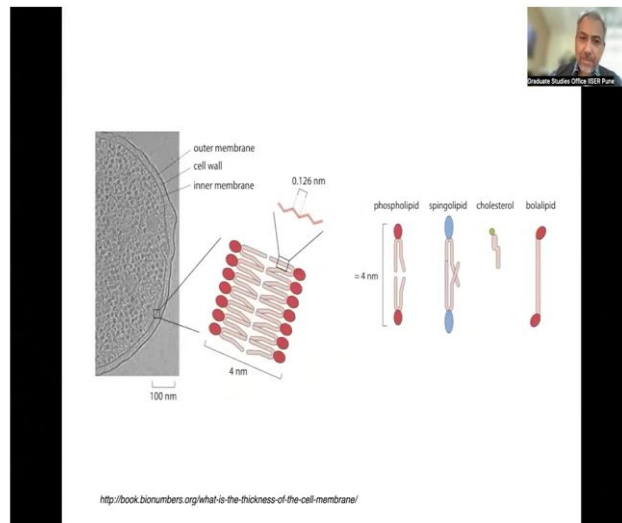 Graduate Studies Office IISER Pune
outer membrane
cell wall
inner membrane
0.126 nm
4 nm
100 nm
phospholipid spingolipid cholesterol bolalipid
≈ 4 nm
http://book.bionumbers.org/what-is-the-thickness-of-the-cell-membrane/